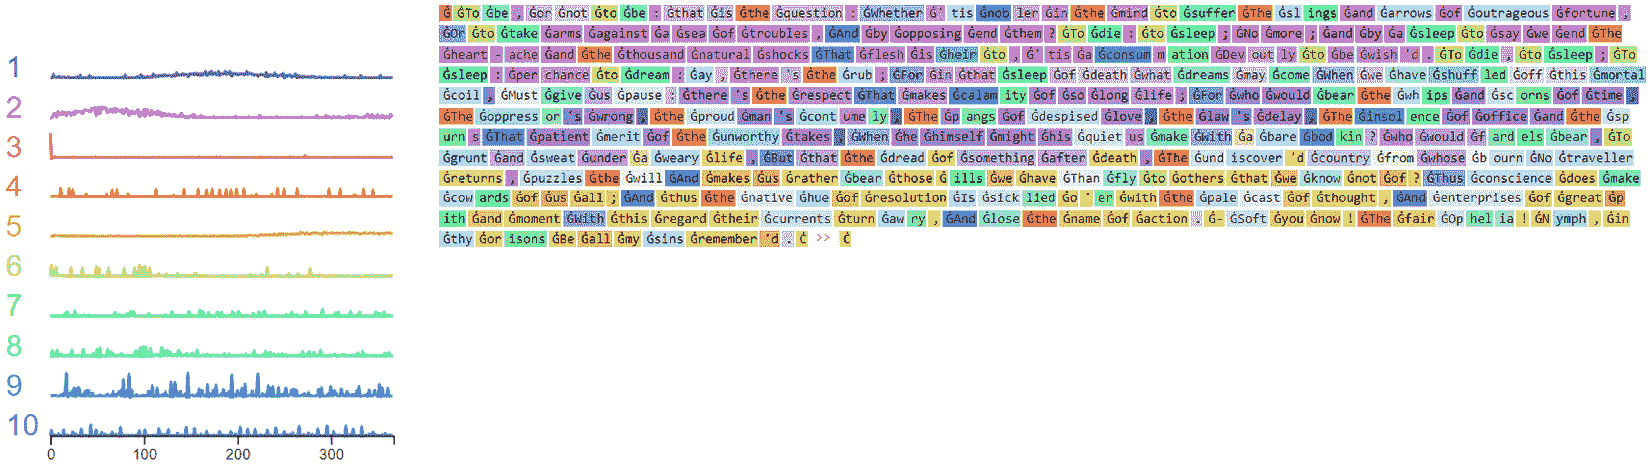 1
2
3
4
5
6
7
8
9
10
0 100 200 300
Ġ ĠTo Ġbe , Ġor Ġnot Ġto Ġbe : Ġthat Ġis Ġthe Ġquestion : ĠWhether Ġ' tis Ġnob ler Ġin Ġthe Ġmind Ġto Ġsuffer ĠThe Ġsl ings Ġand Ġarrows Ġof Ġoutrageous Ġfortune ,
ĠOr Ġto Ġtake Ġarms Ġagainst Ġa Ġsea Ġof Ġtroubles , ĠAnd Ġby Ġopposing Ġend Ġthem ? ĠTo Ġdie : Ġto Ġsleep ; ĠNo Ġmore ; Ġand Ġby Ġa Ġsleep Ġto Ġsay Ġwe Ġend ĠThe
Ġheart - ache Ġand Ġthe Ġthousand Ġnatural Ġshocks ĠThat Ġflesh Ġis Ġheir Ġto , Ġ' tis Ġa Ġconsum m ation ĠDev out ly Ġto Ġbe Ġwish 'd . ĠTo Ġdie , Ġto Ġsleep ; ĠTo
Ġsleep : Ġper chance Ġto Ġdream : Ġay , Ġthere 's Ġthe Ġrub ; ĠFor Ġin Ġthat Ġsleep Ġof Ġdeath Ġwhat Ġdreams Ġmay Ġcome ĠWhen Ġwe Ġhave Ġshuff led Ġoff Ġthis Ġmortal
Ġcoil , ĠMust Ġgive Ġus Ġpause : Ġthere 's Ġthe Ġrespect ĠThat Ġmakes Ġcalam ity Ġof Ġso Ġlong Ġlife ; ĠFor Ġwho Ġwould Ġbear Ġthe Ġwh ips Ġand Ġsc orns Ġof Ġtime ,
ĠThe Ġoppress or 's Ġwrong , Ġthe Ġproud Ġman 's Ġcont ume ly , ĠThe Ġp angs Ġof Ġdespised Ġlove , Ġthe Ġlaw 's Ġdelay , ĠThe Ġinsol ence Ġof Ġoffice Ġand Ġthe Ġsp
urn s ĠThat Ġpatient Ġmerit Ġof Ġthe Ġunworthy Ġtakes , ĠWhen Ġhe Ġhimself Ġmight Ġhis Ġquiet us Ġmake ĠWith Ġa Ġbare Ġbod kin ? Ġwho Ġwould Ġf ard els Ġbear , ĠTo
Ġgrunt Ġand Ġsweat Ġunder Ġa Ġweary Ġlife , ĠBut Ġthat Ġthe Ġdread Ġof Ġsomething Ġafter Ġdeath , ĠThe Ġund iscover 'd Ġcountry Ġfrom Ġwhose Ġb ourn ĠNo Ġtraveller
Ġreturns , Ġpuzzles Ġthe Ġwill ĠAnd Ġmakes Ġus Ġrather Ġbear Ġthose Ġ ills Ġwe Ġhave ĠThan Ġfly Ġto Ġothers Ġthat Ġwe Ġknow Ġnot Ġof ? ĠThus Ġconscience Ġdoes Ġmake
Ġcow ards Ġof Ġus Ġall ; ĠAnd Ġthus Ġthe Ġnative Ġhue Ġof Ġresolution ĠIs Ġsick lied Ġo ' er Ġwith Ġthe Ġpale Ġcast Ġof Ġthought , ĠAnd Ġenterprises Ġof Ġgreat Ġp
ith Ġand Ġmoment ĠWith Ġthis Ġregard Ġtheir Ġcurrents Ġturn Ġaw ry , ĠAnd Ġlose Ġthe Ġname Ġof Ġaction . Ġ- ĠSoft Ġyou Ġnow ! ĠThe Ġfair ĠOp hel ia ! ĠN ymph , Ġin
Ġthy Ġor isons ĠBe Ġall Ġmy Ġsins Ġremember 'd . Ċ >> Ċ